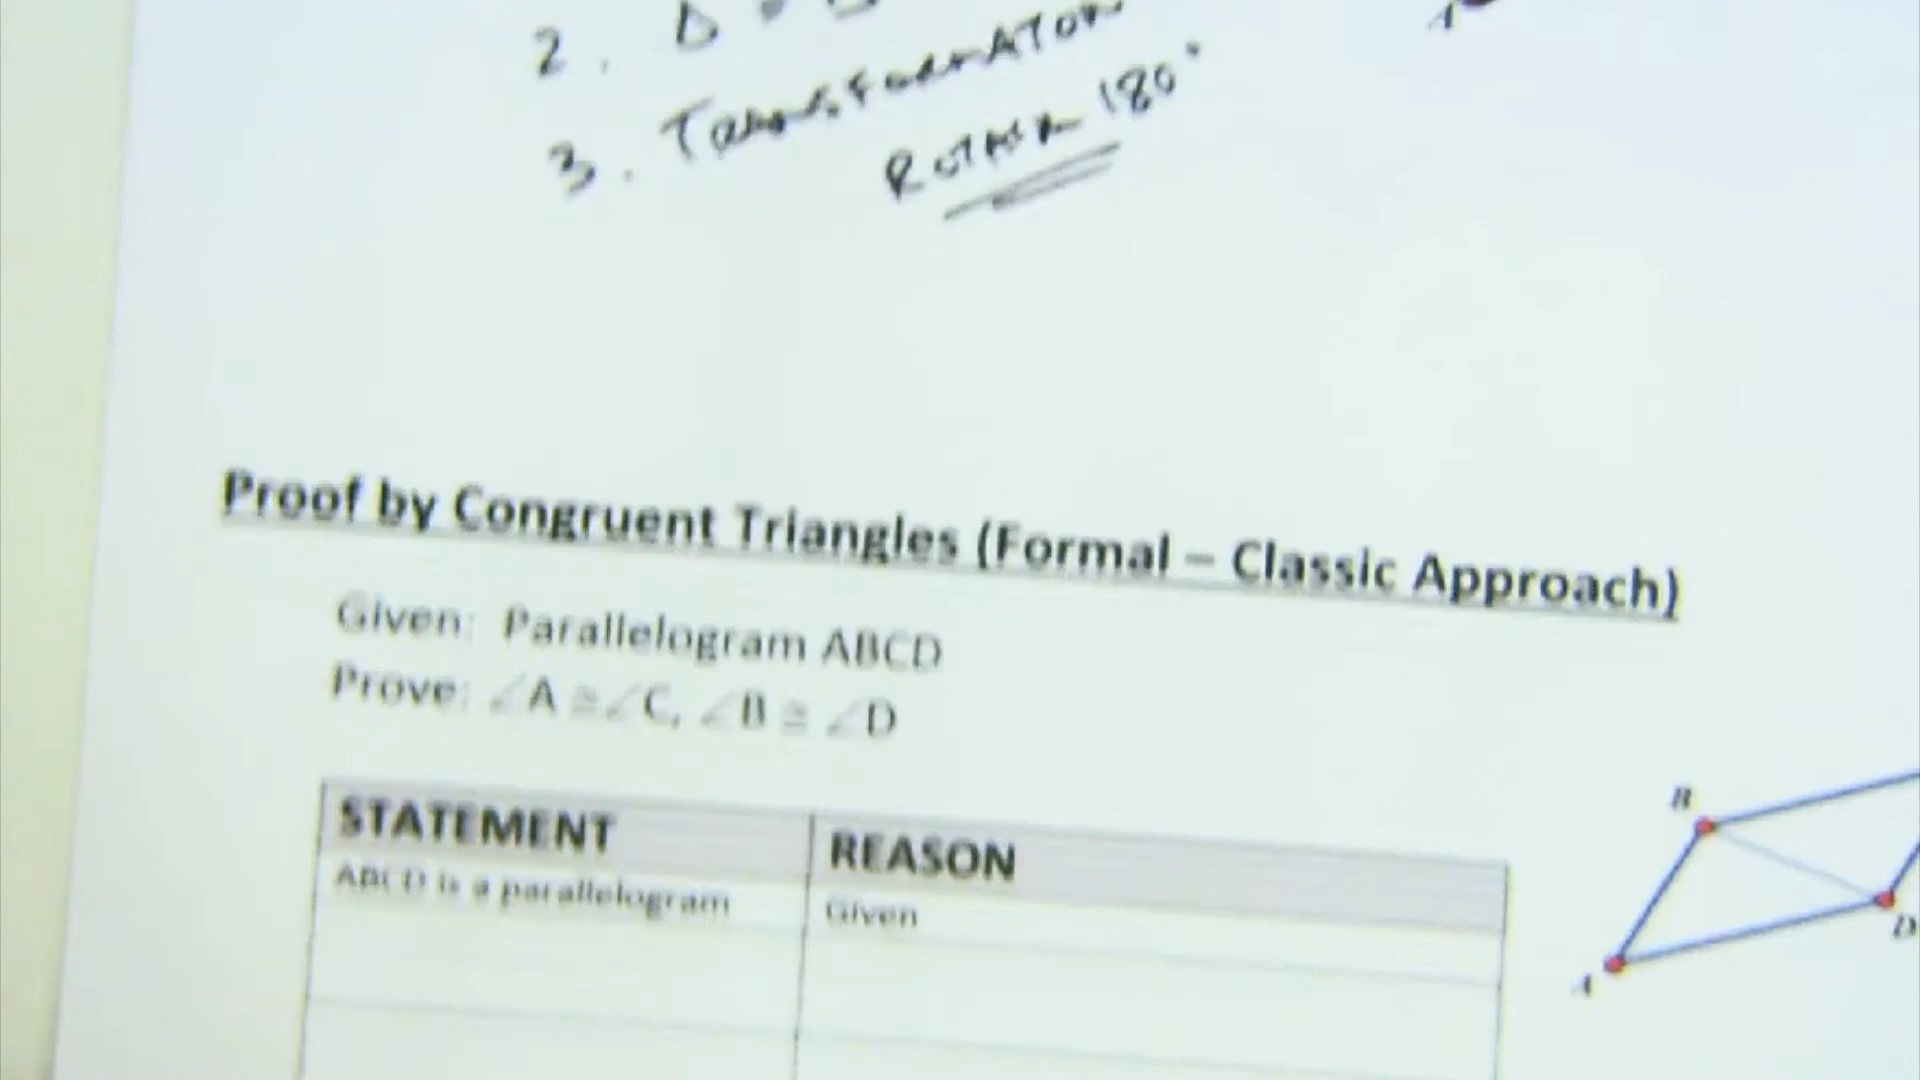 2.
3. TRANSFORMATION
ROTATE 180°
A
Proof by Congruent Triangles (Formal – Classic Approach)
Given: Parallelogram ABCD
Prove: ∠A ≅ ∠C, ∠B ≅ ∠D
STATEMENT REASON
ABCD is a parallelogram Given
B
D
A